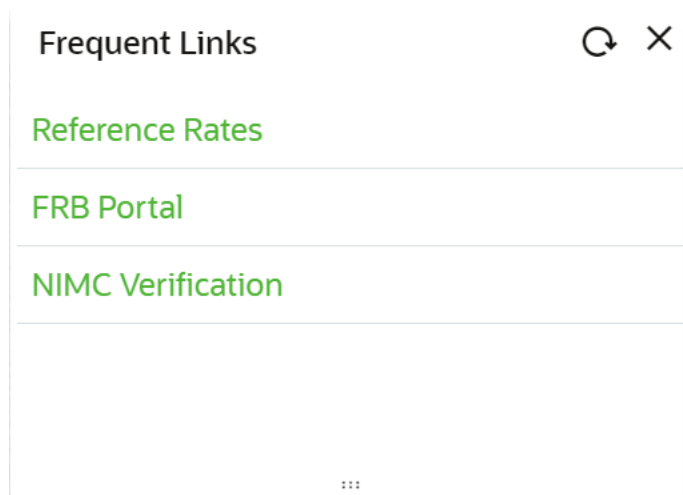 Frequent Links
Reference Rates
FRB Portal
NIMC Verification